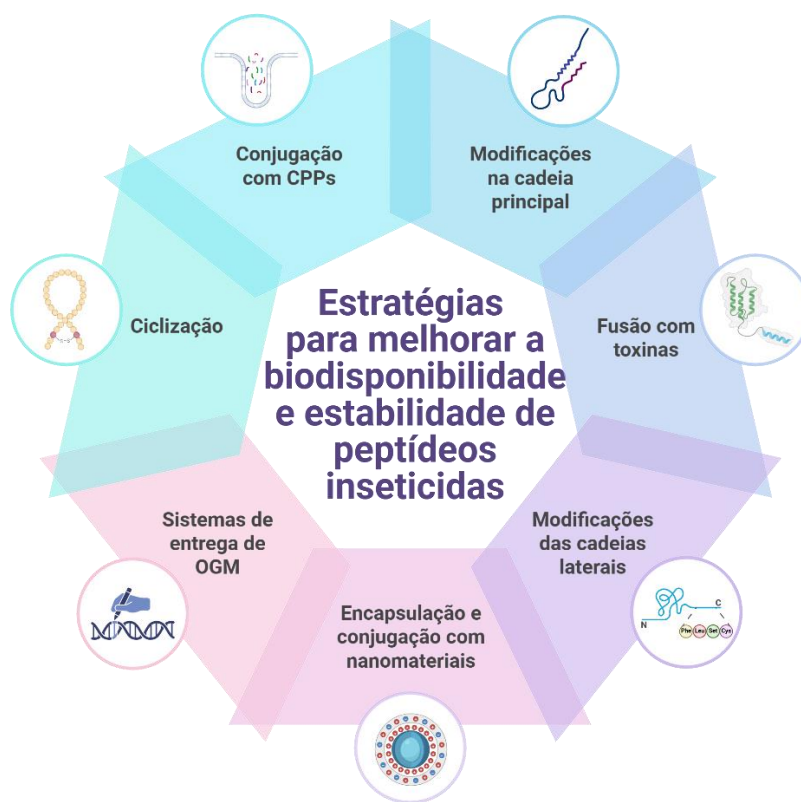 Estratégias
para melhorar a
biodisponibilidade
e estabilidade de
peptídeos
inseticidas
Conjugação
com CPPs
Modificações
na cadeia
principal
Fusão com
toxinas
Modificações
das cadeias
laterais
N
C
Phe Leu Ser Cys
Encapsulação e
conjugação com
nanomateriais
Sistemas de
entrega de
OGM
Ciclização